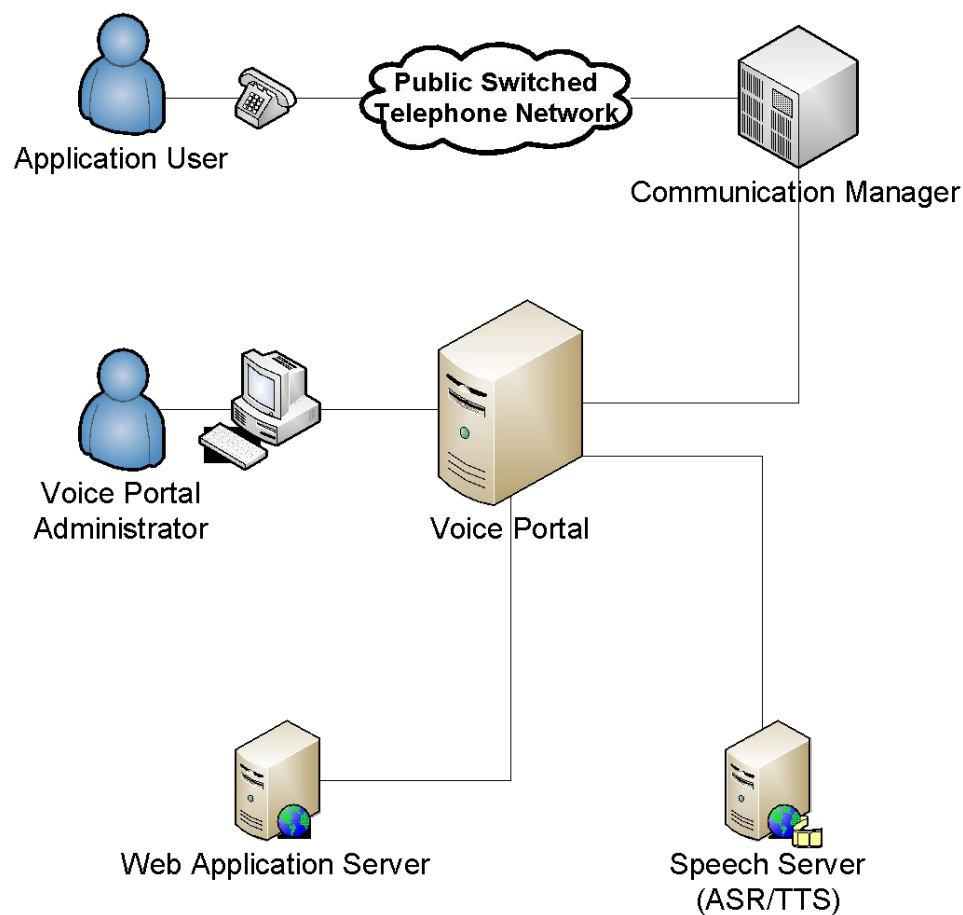 Public Switched
Telephone Network
Application User
Communication Manager
Voice Portal
Administrator
Voice Portal
Web Application Server
Speech Server
(ASR/TTS)